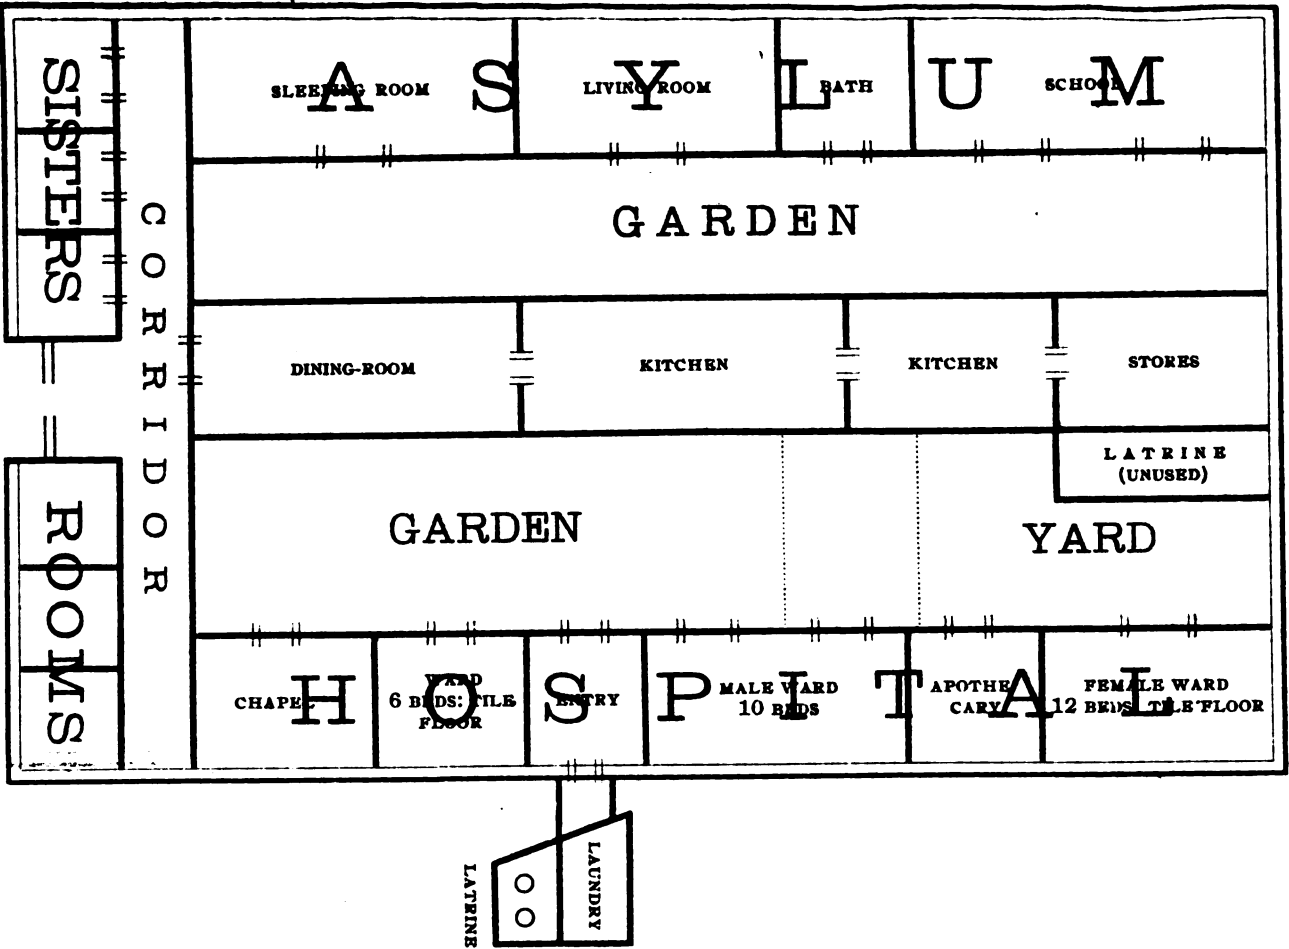 ASYLUM
SLEEPING ROOM
LIVING ROOM
BATH
SCHOOL
SISTERS
ROOMS
CORRIDOR
GARDEN
DINING-ROOM
KITCHEN
KITCHEN
STORES
LATRINE
(UNUSED)
GARDEN
YARD
HOSPITAL
CHAPEL
WARD
6 BEDS: TILE
FLOOR
ENTRY
MALE WARD
10 BEDS
APOTHE
CARY
FEMALE WARD
12 BEDS TILE FLOOR
LATRINE
LAUNDRY